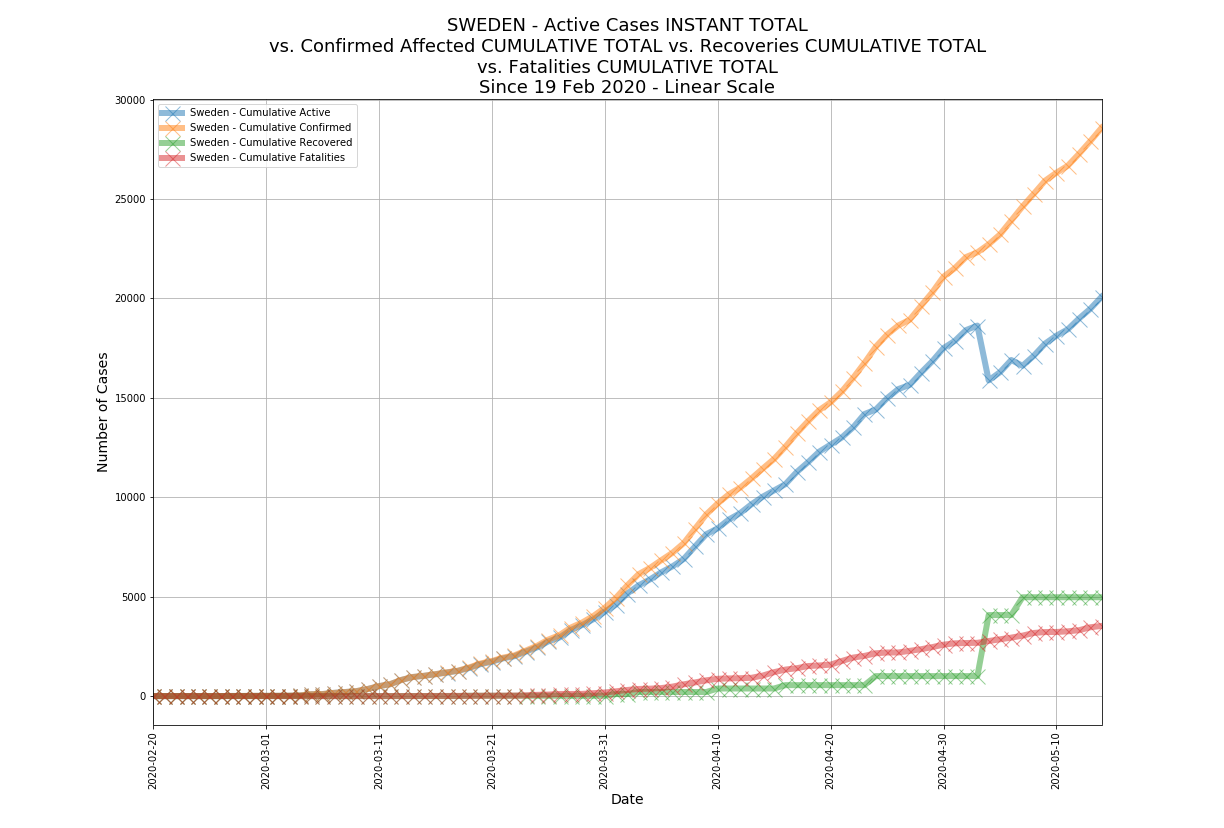 SWEDEN - Active Cases INSTANT TOTAL
vs. Confirmed Affected CUMULATIVE TOTAL vs. Recoveries CUMULATIVE TOTAL
vs. Fatalities CUMULATIVE TOTAL
Since 19 Feb 2020 - Linear Scale
Sweden - Cumulative Active
Sweden - Cumulative Confirmed
Sweden - Cumulative Recovered
Sweden - Cumulative Fatalities
30000
25000
20000
15000
10000
5000
0
Number of Cases
2020-02-20
2020-03-01
2020-03-11
2020-03-21
2020-03-31
2020-04-10
2020-04-20
2020-04-30
2020-05-10
Date